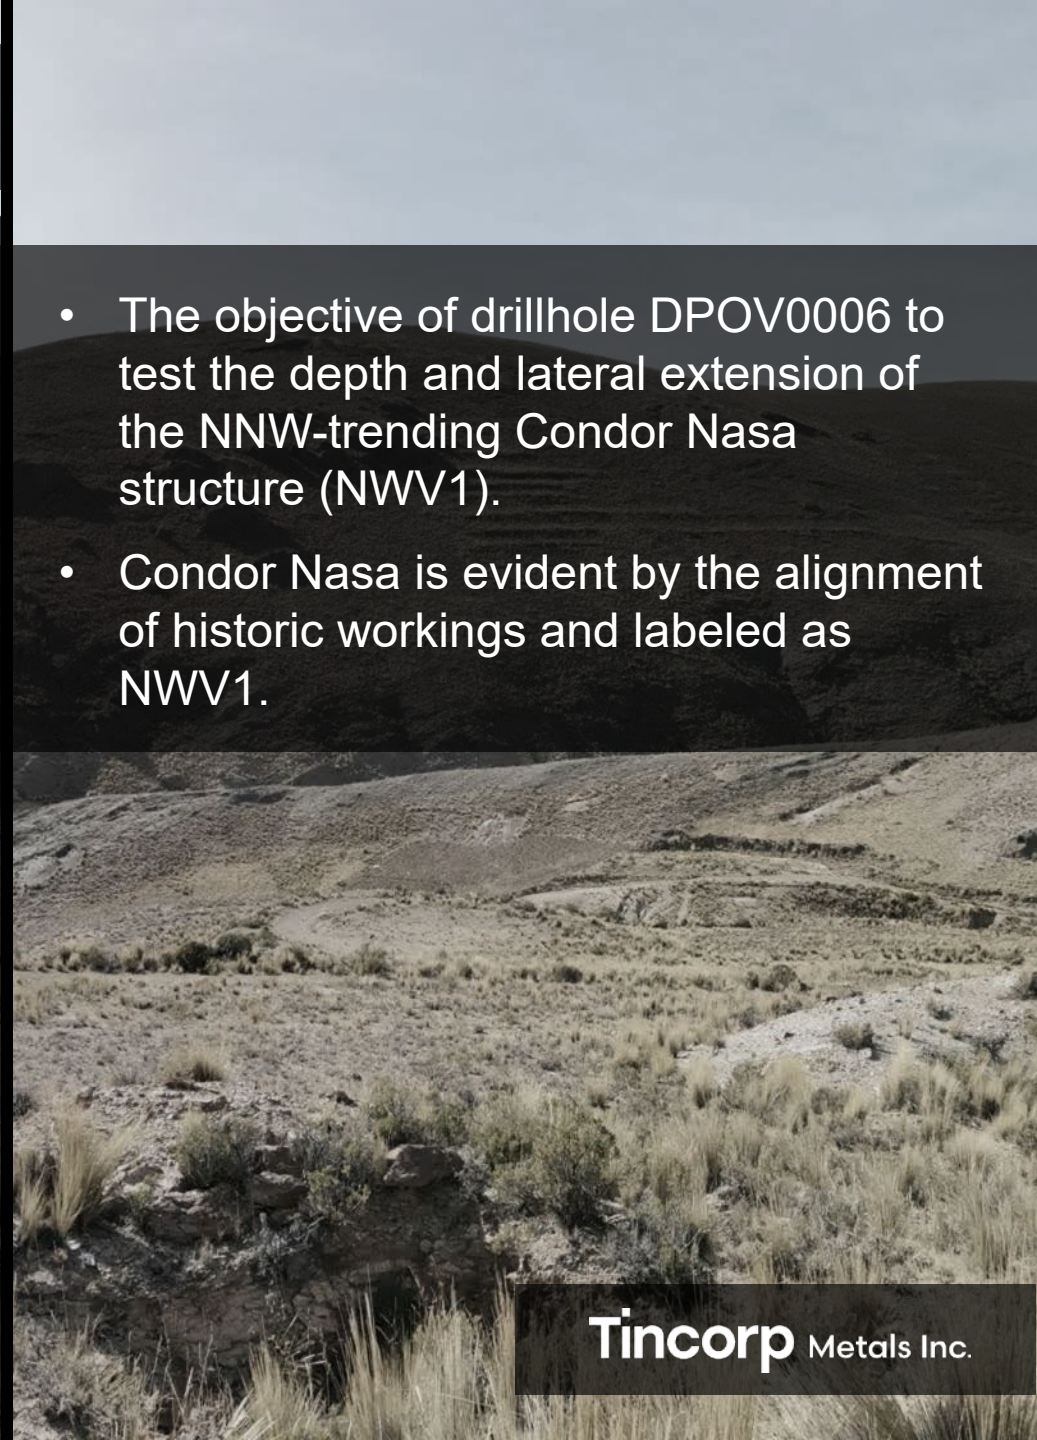 • The objective of drillhole DPOV0006 to
test the depth and lateral extension of
the NNW-trending Condor Nasa
structure (NWV1).
• Condor Nasa is evident by the alignment
of historic workings and labeled as
NWV1.
Tincorp Metals Inc.